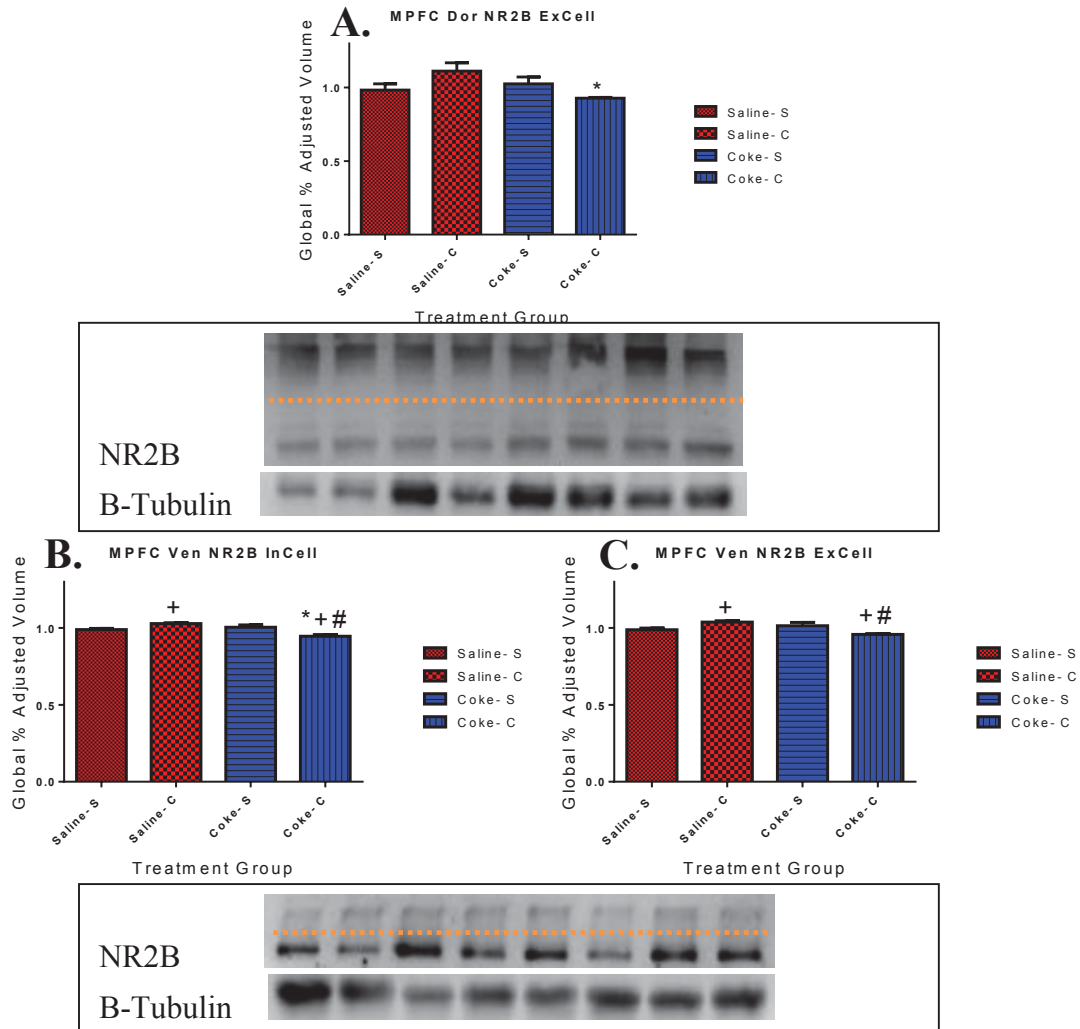 A.
MPFC Dor NR2B ExCell
Global % Adjusted Volume
1.0
0.5
0.0
Saline-S
Saline-C
Coke-S
Coke-C
*
Treatment Group
Saline-S
Saline-C
Coke-S
Coke-C
NR2B
B-Tubulin
B.
MPFC Ven NR2B InCell
Global % Adjusted Volume
1.0
0.5
0.0
+
*+#
Saline-S
Saline-C
Coke-S
Coke-C
Treatment Group
Saline-S
Saline-C
Coke-S
Coke-C
C.
MPFC Ven NR2B ExCell
Global % Adjusted Volume
1.0
0.5
0.0
+
+#
Saline-S
Saline-C
Coke-S
Coke-C
Treatment Group
Saline-S
Saline-C
Coke-S
Coke-C
NR2B
B-Tubulin